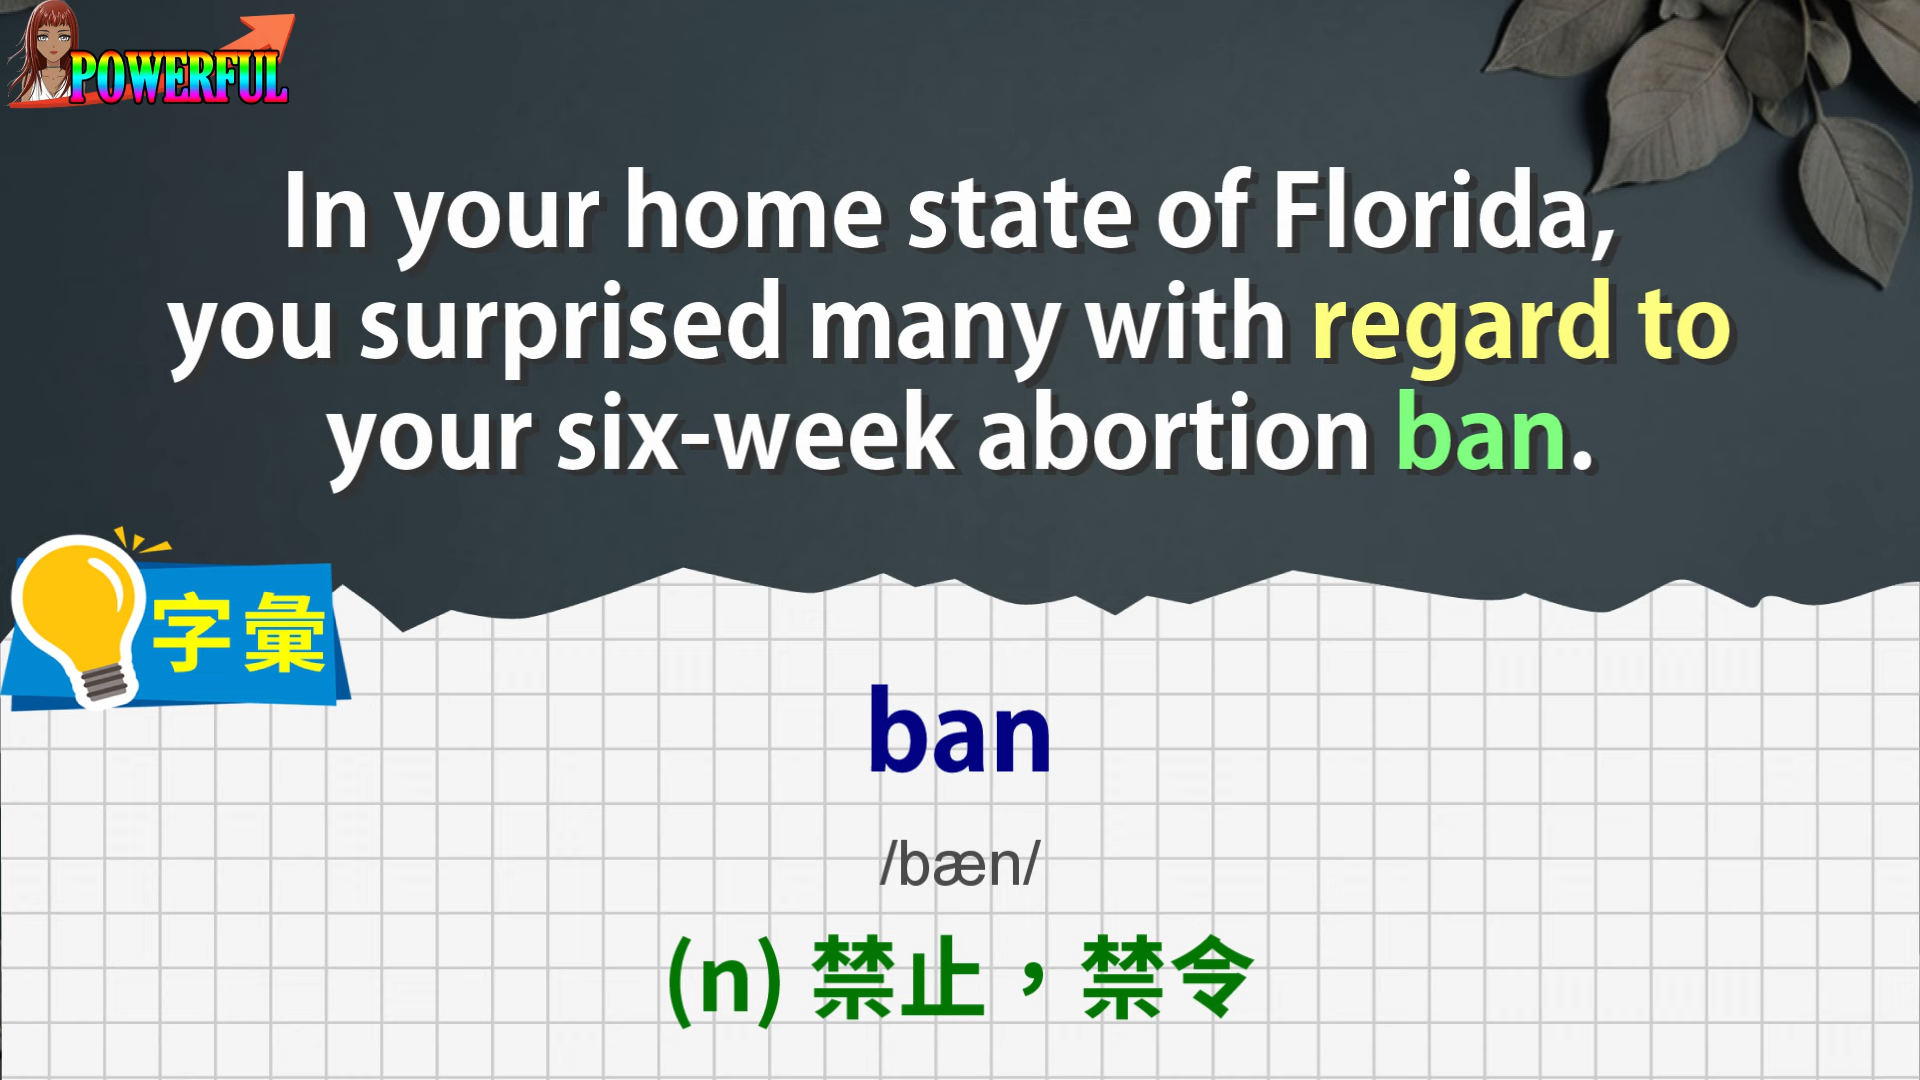 POWERFUL
In your home state of Florida,
you surprised many with regard to
your six-week abortion ban.
字彙
ban
/bæn/
(n) 禁止，禁令